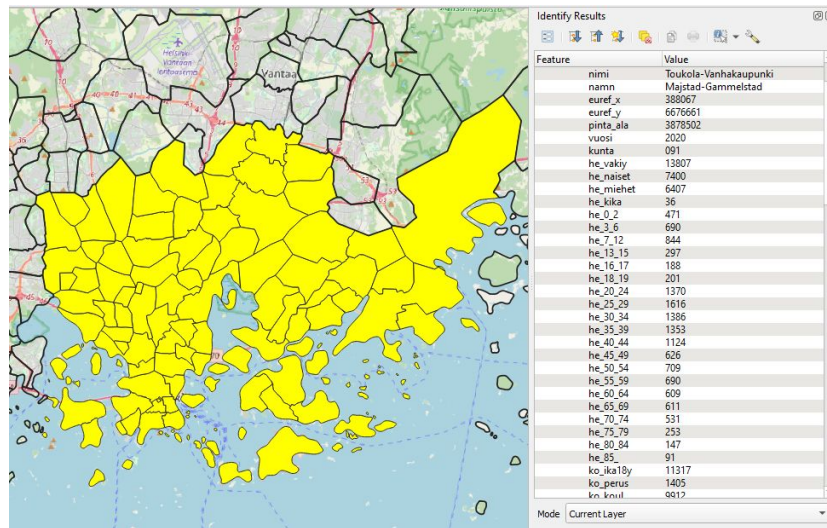 Identify Results
Feature Value
nimi Toukola-Vanhakaupunki
namn Majstad-Gammelstad
euref_x 388067
euref_y 6676661
pinta_ala 3878502
vuosi 2020
kunta 091
he_vakiy 13807
he_naiset 7400
he_miehet 6407
he_kika 36
he_0_2 471
he_3_6 690
he_7_12 844
he_13_15 297
he_16_17 188
he_18_19 201
he_20_24 1370
he_25_29 1616
he_30_34 1386
he_35_39 1353
he_40_44 1124
he_45_49 626
he_50_54 709
he_55_59 690
he_60_64 609
he_65_69 611
he_70_74 531
he_75_79 253
he_80_84 147
he_85_ 91
ko_ika18y 11317
ko_perus 1405
ko_koul 9912
Mode Current Layer
Vantaa